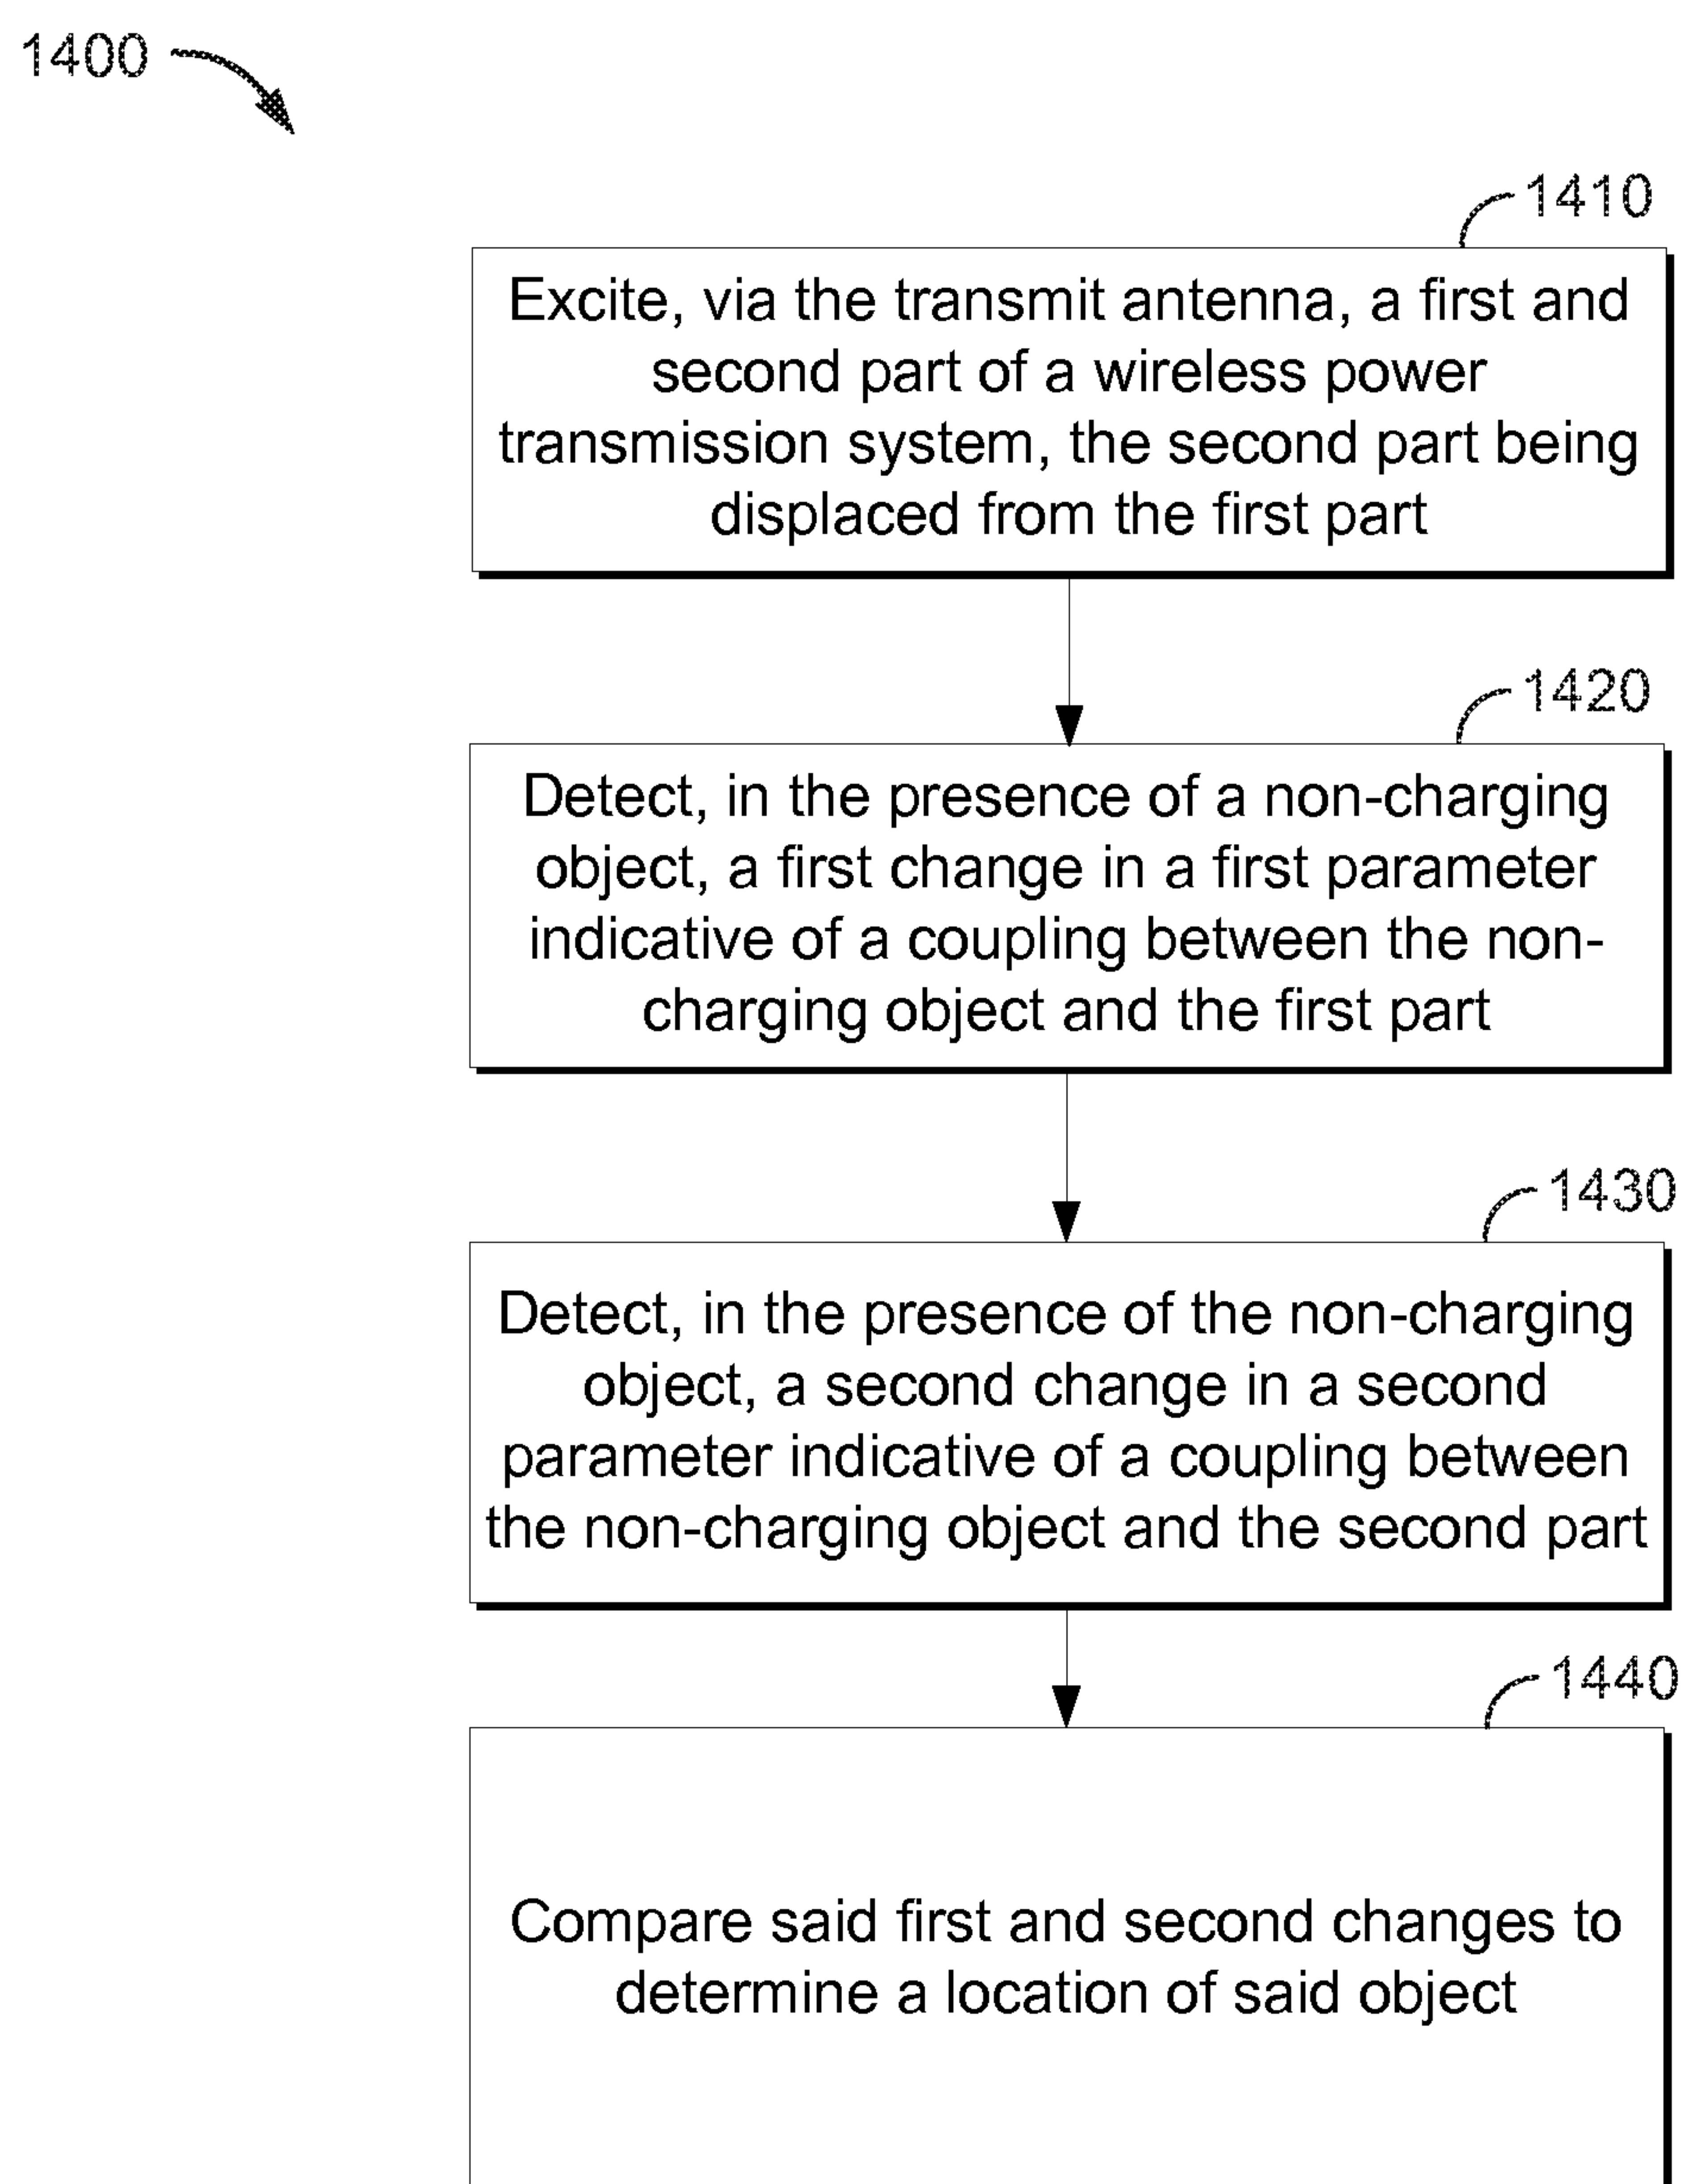 1400
1410
Excite, via the transmit antenna, a first and
second part of a wireless power
transmission system, the second part being
displaced from the first part
1420
Detect, in the presence of a non-charging
object, a first change in a first parameter
indicative of a coupling between the non-
charging object and the first part
1430
Detect, in the presence of the non-charging
object, a second change in a second
parameter indicative of a coupling between
the non-charging object and the second part
1440
Compare said first and second changes to
determine a location of said object